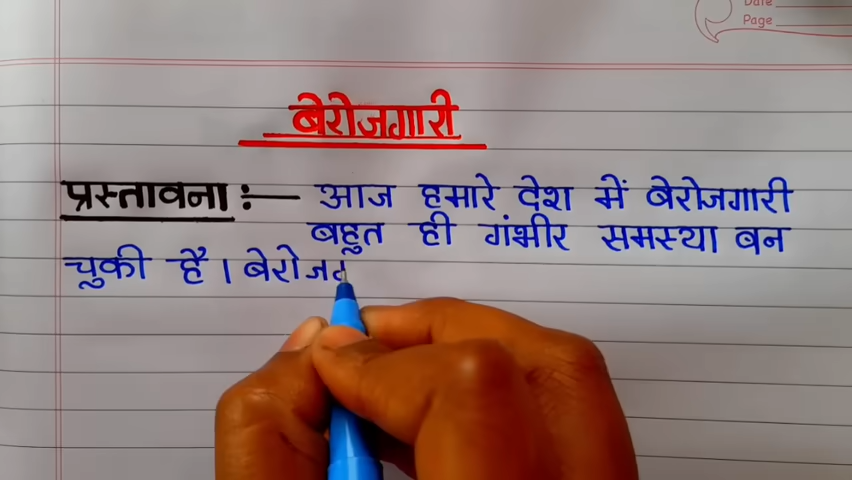 Date
Page
बेरोजगारी
प्रस्तावना :— आज हमारे देश में बेरोजगारी
बहुत ही गंभीर समस्या बन
चुकी है । बेरोज